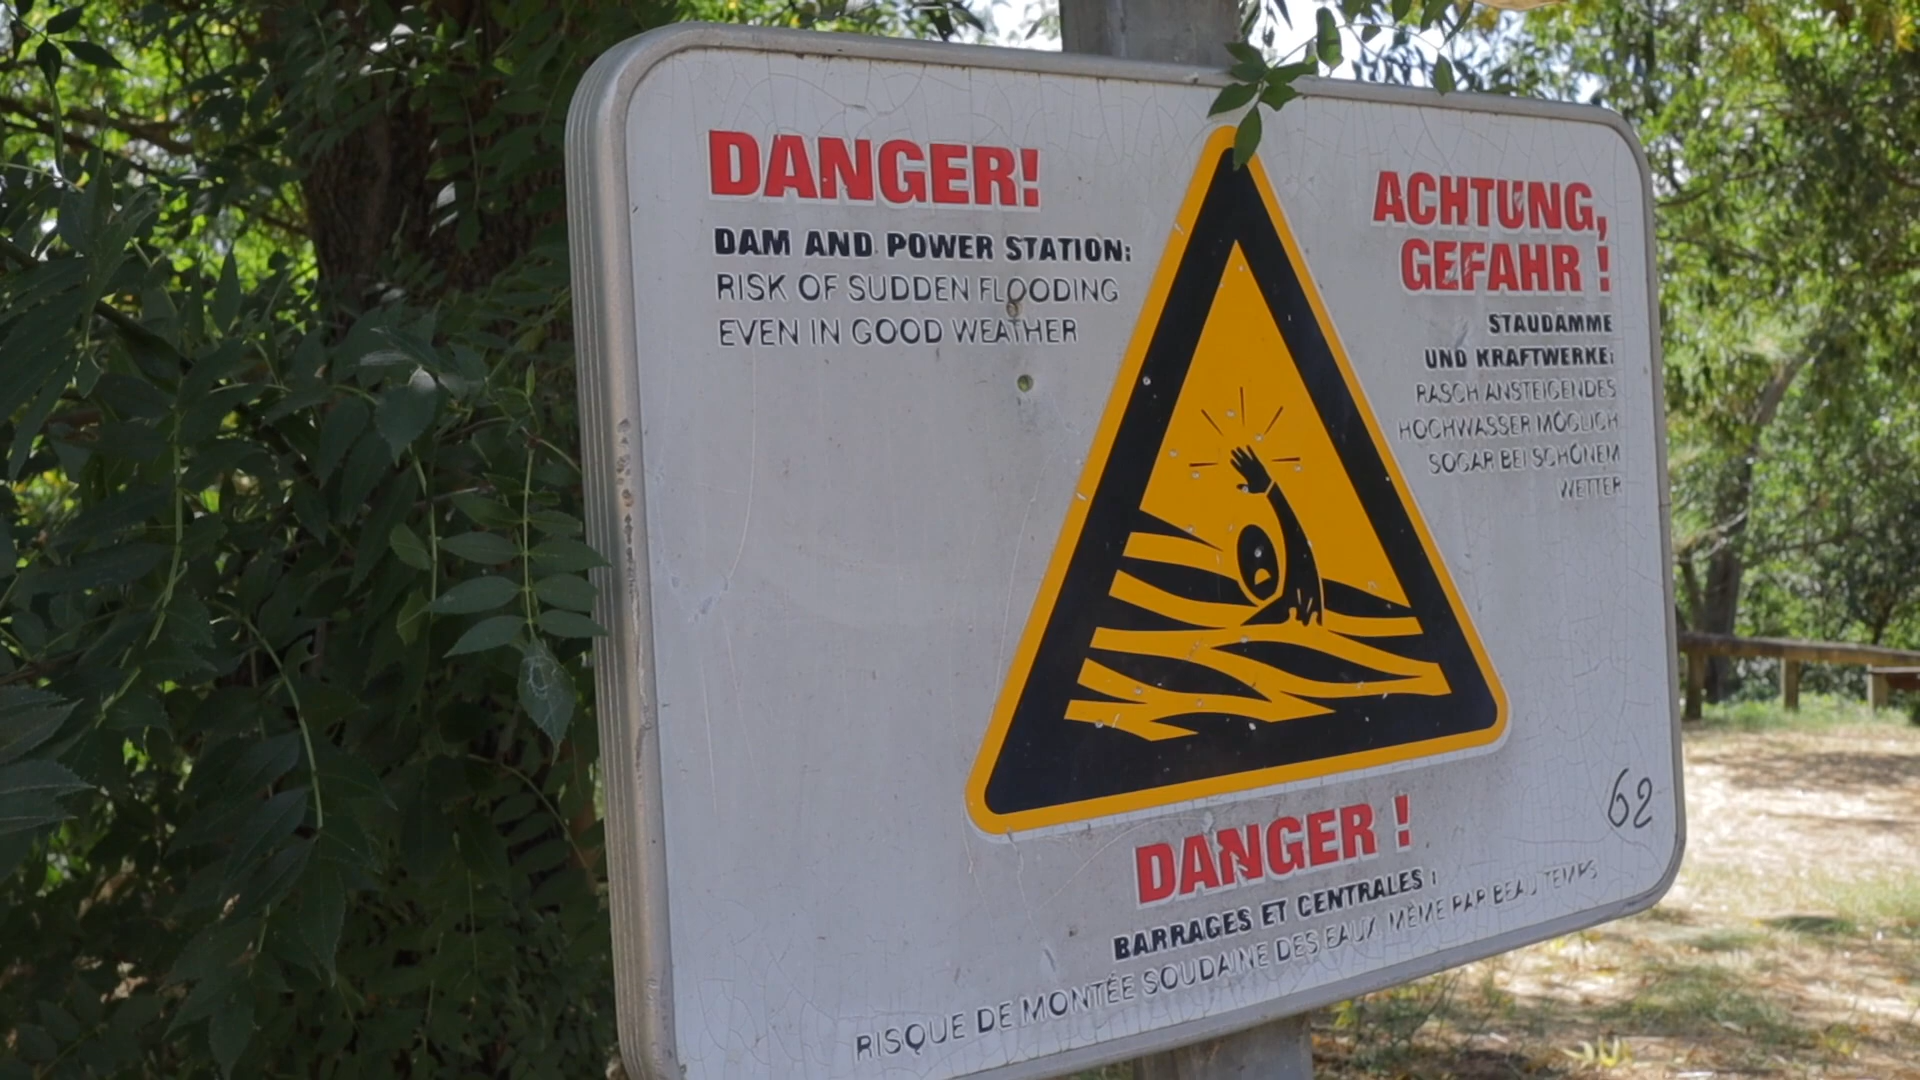 DANGER!
DAM AND POWER STATION:
RISK OF SUDDEN FLOODING
EVEN IN GOOD WEATHER
ACHTUNG,
GEFAHR !
STAUDAMME
UND KRAFTWERKE:
RASCH ANSTEIGENDES
HOCHWASSER MÖGLICH
SOGAR BEI SCHÖNEM
WETTER
62
DANGER !
BARRAGES ET CENTRALES :
RISQUE DE MONTÉE SOUDAINE DES EAUX MÊME PAR BEAU TEMPS